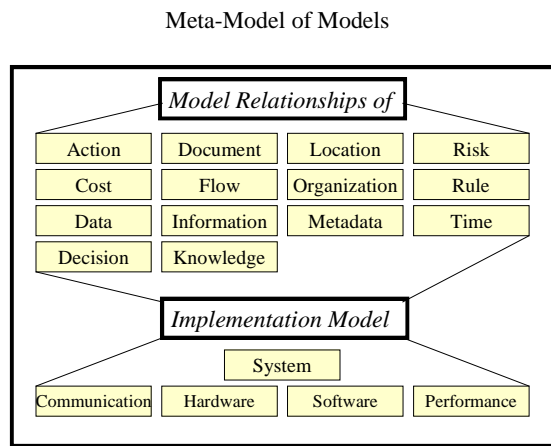 Meta-Model of Models
Model Relationships of
Action Document Location Risk
Cost Flow Organization Rule
Data Information Metadata Time
Decision Knowledge
Implementation Model
System
Communication Hardware Software Performance